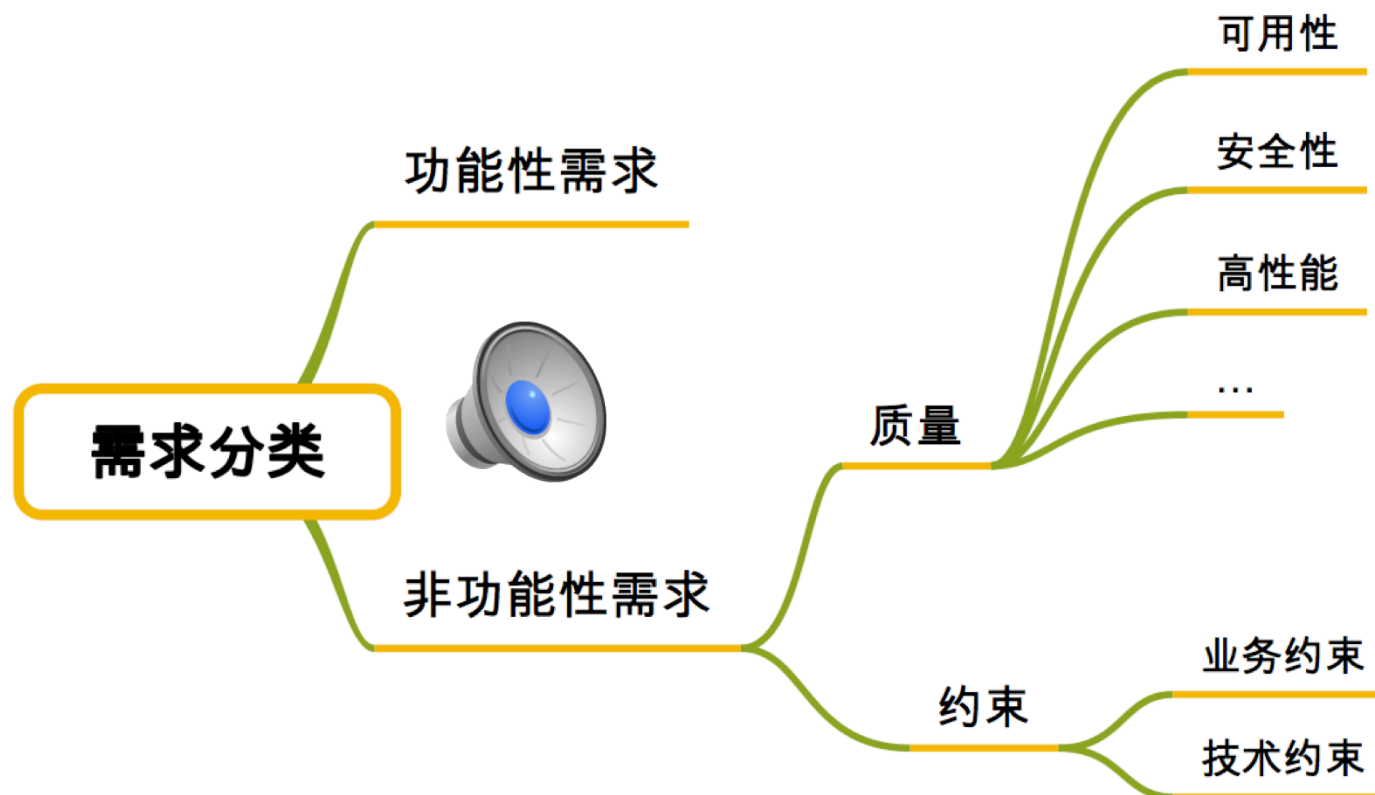 需求分类
功能性需求
非功能性需求
质量
可用性
安全性
高性能
...
约束
业务约束
技术约束